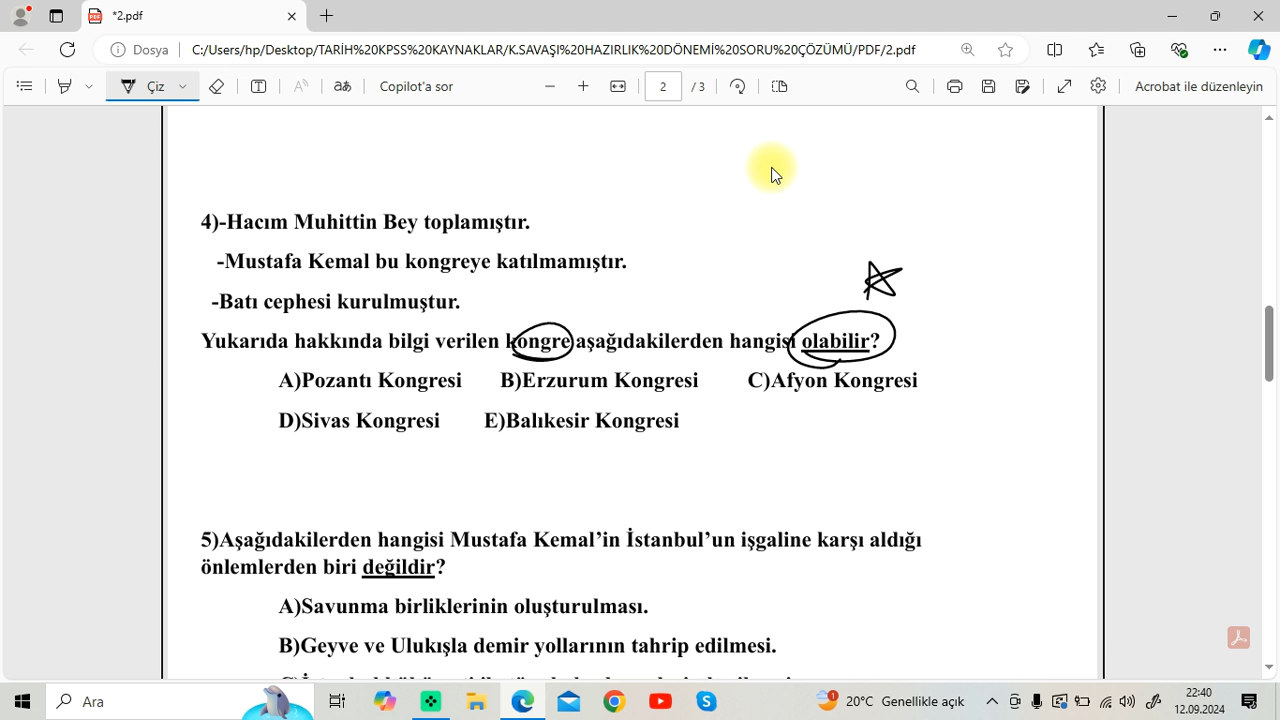 *2.pdf
Dosya
C:/Users/hp/Desktop/TARİH%20KPSS%20KAYNAKLAR/K.SAVAŞI%20HAZIRLIK%20DÖNEMİ%20SORU%20ÇÖZÜMÜ/PDF/2.pdf
Çiz
Copilot'a sor
2 / 3
Acrobat ile düzenleyin
4)-Hacım Muhittin Bey toplamıştır.
-Mustafa Kemal bu kongreye katılmamıştır.
-Batı cephesi kurulmuştur.
Yukarıda hakkında bilgi verilen kongre aşağıdakilerden hangisi olabilir?
A)Pozantı Kongresi B)Erzurum Kongresi C)Afyon Kongresi
D)Sivas Kongresi E)Balıkesir Kongresi
5)Aşağıdakilerden hangisi Mustafa Kemal’in İstanbul’un işgaline karşı aldığı
önlemlerden biri değildir?
A)Savunma birliklerinin oluşturulması.
B)Geyve ve Ulukışla demir yollarının tahrip edilmesi.
Ara
20°C Genellikle açık
22:40
12.09.2024